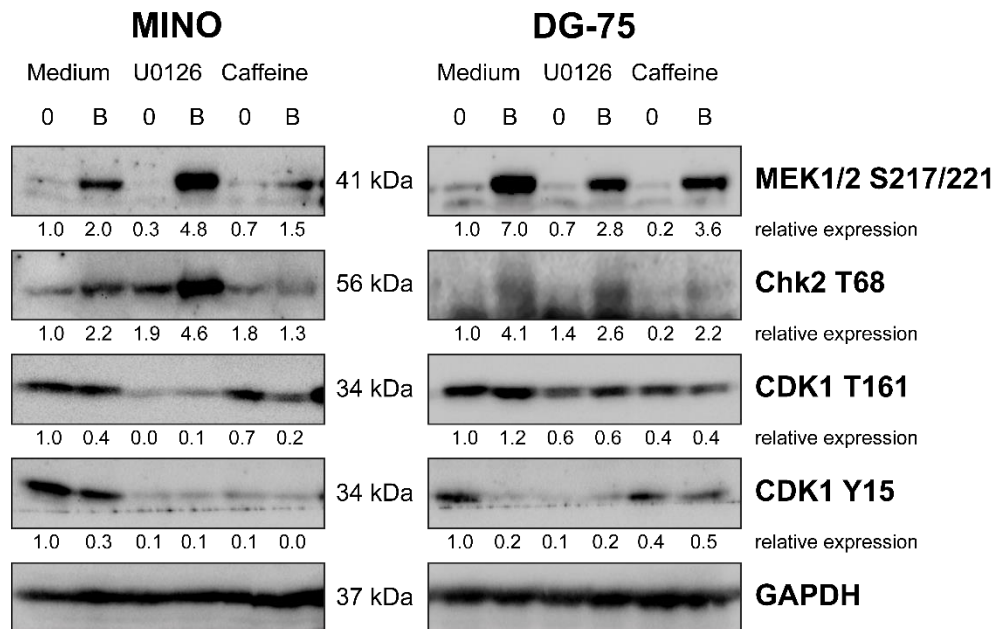 MINO DG-75
Medium U0126 Caffeine Medium U0126 Caffeine
0 B 0 B 0 B 0 B 0 B 0 B
41 kDa MEK1/2 S217/221
1.0 2.0 0.3 4.8 0.7 1.5 1.0 7.0 0.7 2.8 0.2 3.6 relative expression
56 kDa Chk2 T68
1.0 2.2 1.9 4.6 1.8 1.3 1.0 4.1 1.4 2.6 0.2 2.2 relative expression
34 kDa CDK1 T161
1.0 0.4 0.0 0.1 0.7 0.2 1.0 1.2 0.6 0.6 0.4 0.4 relative expression
34 kDa CDK1 Y15
1.0 0.3 0.1 0.1 0.1 0.0 1.0 0.2 0.1 0.2 0.4 0.5 relative expression
37 kDa GAPDH